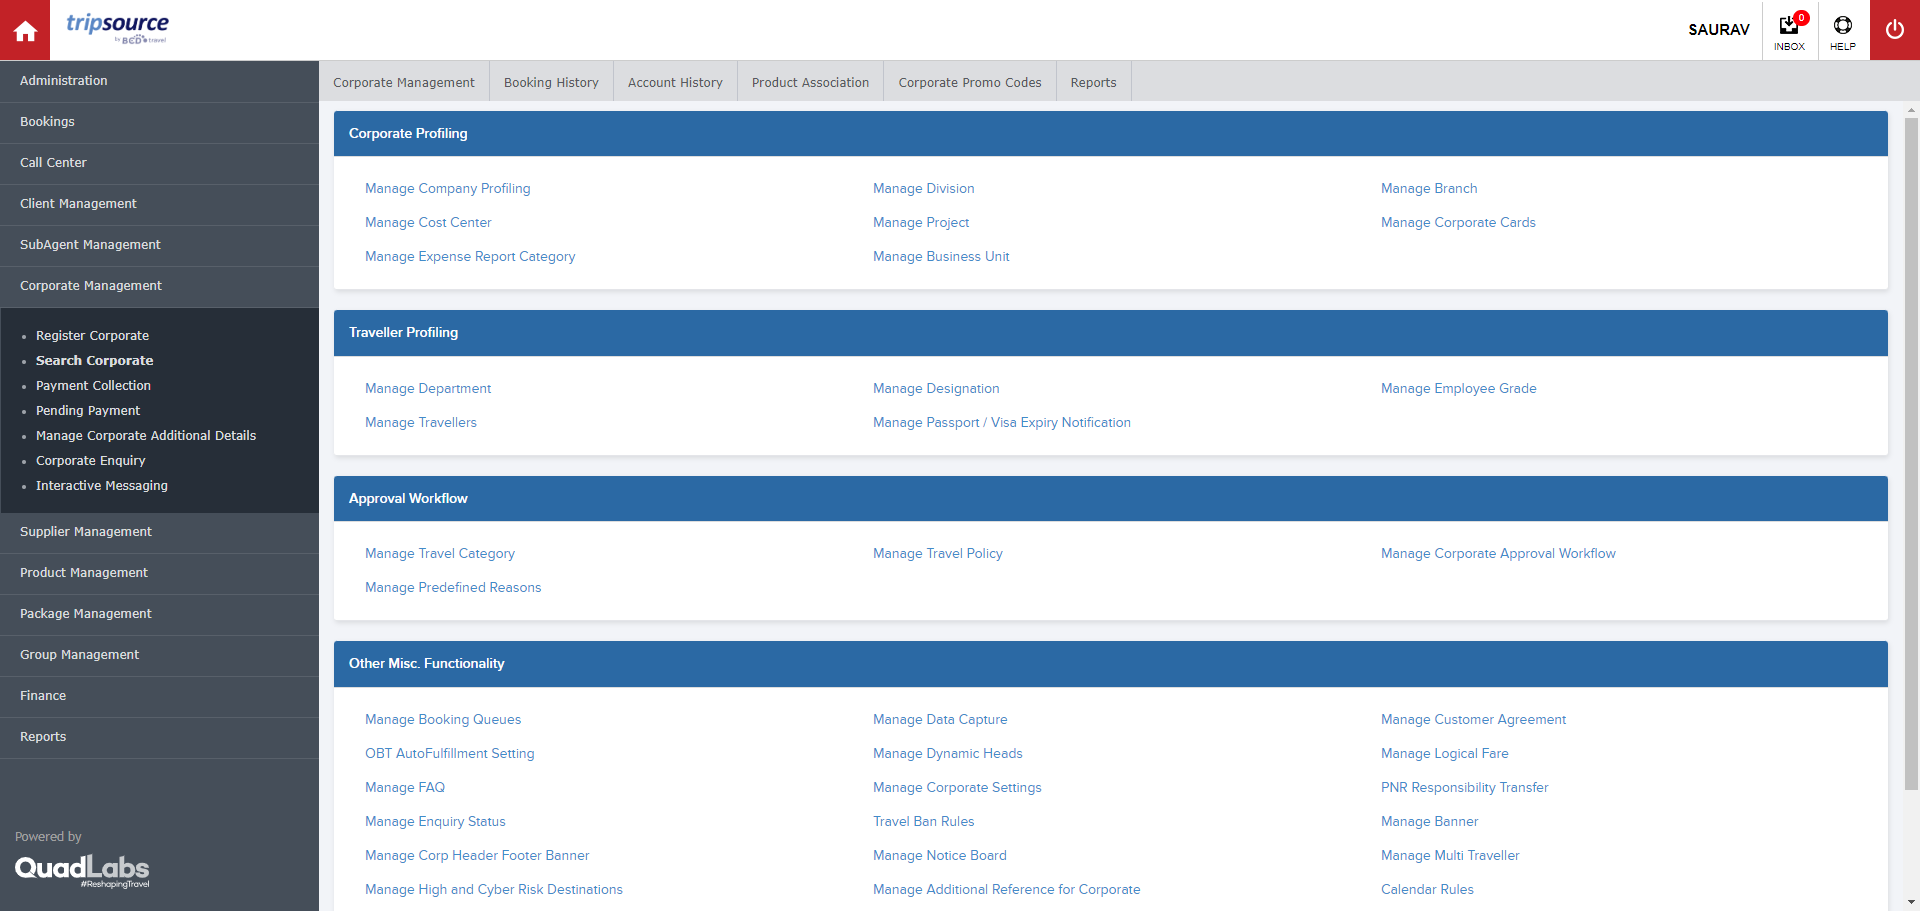 tripsource
by BCD travel
SAURAV
0
INBOX
HELP
Administration
Bookings
Call Center
Client Management
SubAgent Management
Corporate Management
Register Corporate
Search Corporate
Payment Collection
Pending Payment
Manage Corporate Additional Details
Corporate Enquiry
Interactive Messaging
Supplier Management
Product Management
Package Management
Group Management
Finance
Reports
Powered by
QuadLabs
#ReshapingTravel
Corporate Management Booking History Account History Product Association Corporate Promo Codes Reports
Corporate Profiling
Manage Company Profiling Manage Division Manage Branch
Manage Cost Center Manage Project Manage Corporate Cards
Manage Expense Report Category Manage Business Unit
Traveller Profiling
Manage Department Manage Designation Manage Employee Grade
Manage Travellers Manage Passport / Visa Expiry Notification
Approval Workflow
Manage Travel Category Manage Travel Policy Manage Corporate Approval Workflow
Manage Predefined Reasons
Other Misc. Functionality
Manage Booking Queues Manage Data Capture Manage Customer Agreement
OBT AutoFulfillment Setting Manage Dynamic Heads Manage Logical Fare
Manage FAQ Manage Corporate Settings PNR Responsibility Transfer
Manage Enquiry Status Travel Ban Rules Manage Banner
Manage Corp Header Footer Banner Manage Notice Board Manage Multi Traveller
Manage High and Cyber Risk Destinations Manage Additional Reference for Corporate Calendar Rules